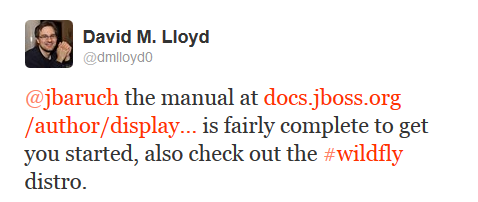 David M. Lloyd
@dmlloyd0
@jbaruch the manual at docs.jboss.org
/author/display... is fairly complete to get
you started, also check out the #wildfly
distro.